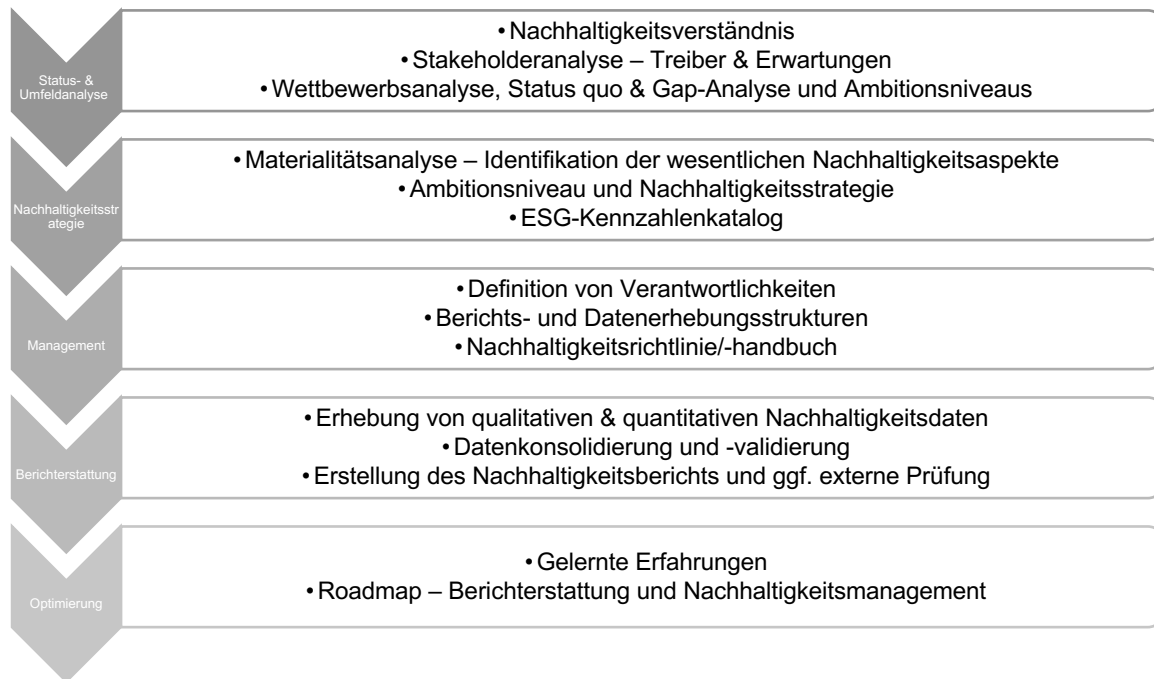 Status- &
Umfeldanalyse
•Nachhaltigkeitsverständnis
•Stakeholderanalyse – Treiber & Erwartungen
•Wettbewerbsanalyse, Status quo & Gap-Analyse und Ambitionsniveaus
Nachhaltigkeitsstr
ategie
•Materialitätsanalyse – Identifikation der wesentlichen Nachhaltigkeitsaspekte
•Ambitionsniveau und Nachhaltigkeitsstrategie
•ESG-Kennzahlenkatalog
Management
•Definition von Verantwortlichkeiten
•Berichts- und Datenerhebungsstrukturen
•Nachhaltigkeitsrichtlinie/-handbuch
Berichterstattung
•Erhebung von qualitativen & quantitativen Nachhaltigkeitsdaten
•Datenkonsolidierung und -validierung
•Erstellung des Nachhaltigkeitsberichts und ggf. externe Prüfung
Optimierung
•Gelernte Erfahrungen
•Roadmap – Berichterstattung und Nachhaltigkeitsmanagement